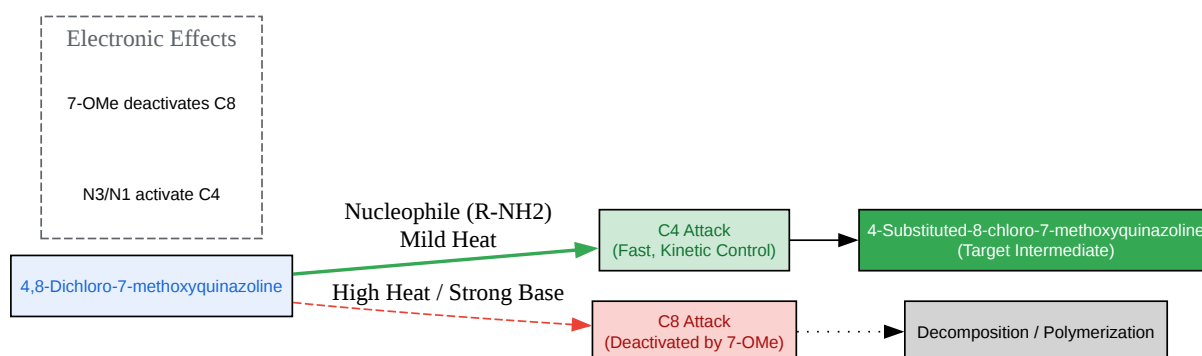 Electronic Effects
7-OMe deactivates C8
N3/N1 activate C4
4,8-Dichloro-7-methoxyquinazoline
Nucleophile (R-NH2)
Mild Heat
High Heat / Strong Base
C4 Attack
(Fast, Kinetic Control)
4-Substituted-8-chloro-7-methoxyquinazoline
(Target Intermediate)
C8 Attack
(Deactivated by 7-OMe)
Decomposition / Polymerization